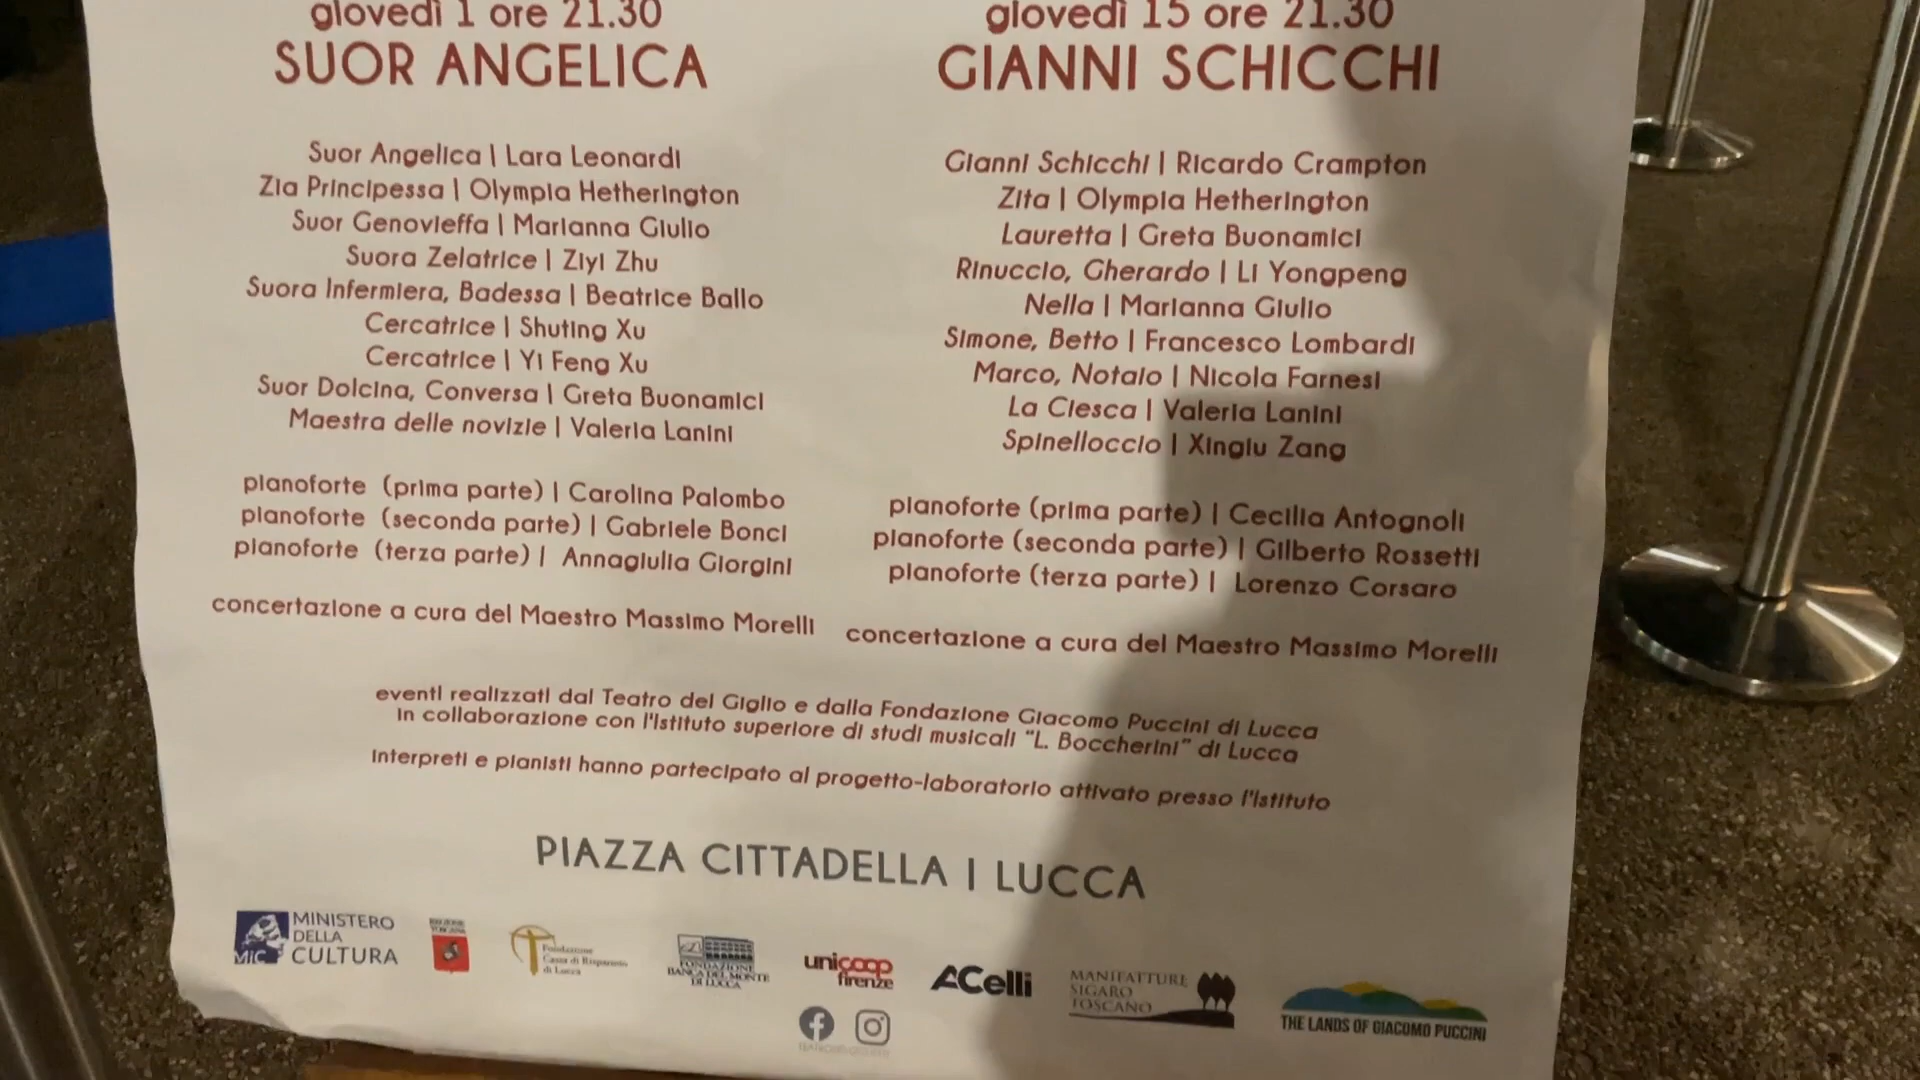 giovedì 1 ore 21.30
SUOR ANGELICA
Suor Angelica | Lara Leonardi
Zia Principessa | Olympia Hetherington
Suor Genovieffa | Marianna Giulio
Suora Zelatrice | Ziyi Zhu
Suora Infermiera, Badessa | Beatrice Ballo
Cercatrice | Shuting Xu
Cercatrice | Yi Feng Xu
Suor Dolcina, Conversa | Greta Buonamici
Maestra delle novizie | Valeria Lanini
pianoforte (prima parte) | Carolina Palombo
pianoforte (seconda parte) | Gabriele Bonci
pianoforte (terza parte) | Annagiulia Giorgini
concertazione a cura del Maestro Massimo Morelli
giovedì 15 ore 21.30
GIANNI SCHICCHI
Gianni Schicchi | Ricardo Crampton
Zita | Olympia Hetherington
Lauretta | Greta Buonamici
Rinuccio, Gherardo | Li Yongpeng
Nella | Marianna Giulio
Simone, Betto | Francesco Lombardi
Marco, Notaio | Nicola Farnesi
La Ciesca | Valeria Lanini
Spinelloccio | Xingiu Zang
pianoforte (prima parte) | Cecilia Antognoli
pianoforte (seconda parte) | Gilberto Rossetti
pianoforte (terza parte) | Lorenzo Corsaro
concertazione a cura del Maestro Massimo Morelli
eventi realizzati dal Teatro del Giglio e dalla Fondazione Giacomo Puccini di Lucca
in collaborazione con l'Istituto superiore di studi musicali "L. Boccherini" di Lucca
Interpreti e pianisti hanno partecipato al progetto-laboratorio attivato presso l'Istituto
PIAZZA CITTADELLA | LUCCA
MIC
MINISTERO
DELLA
CULTURA
REGIONE
TOSCANA
Fondazione
Cassa di Risparmio
di Lucca
FONDAZIONE
BANCA DEL MONTE
DI LUCCA
unicoop
firenze
ACelli
MANIFATTURE
SIGARO
TOSCANO
THE LANDS OF GIACOMO PUCCINI